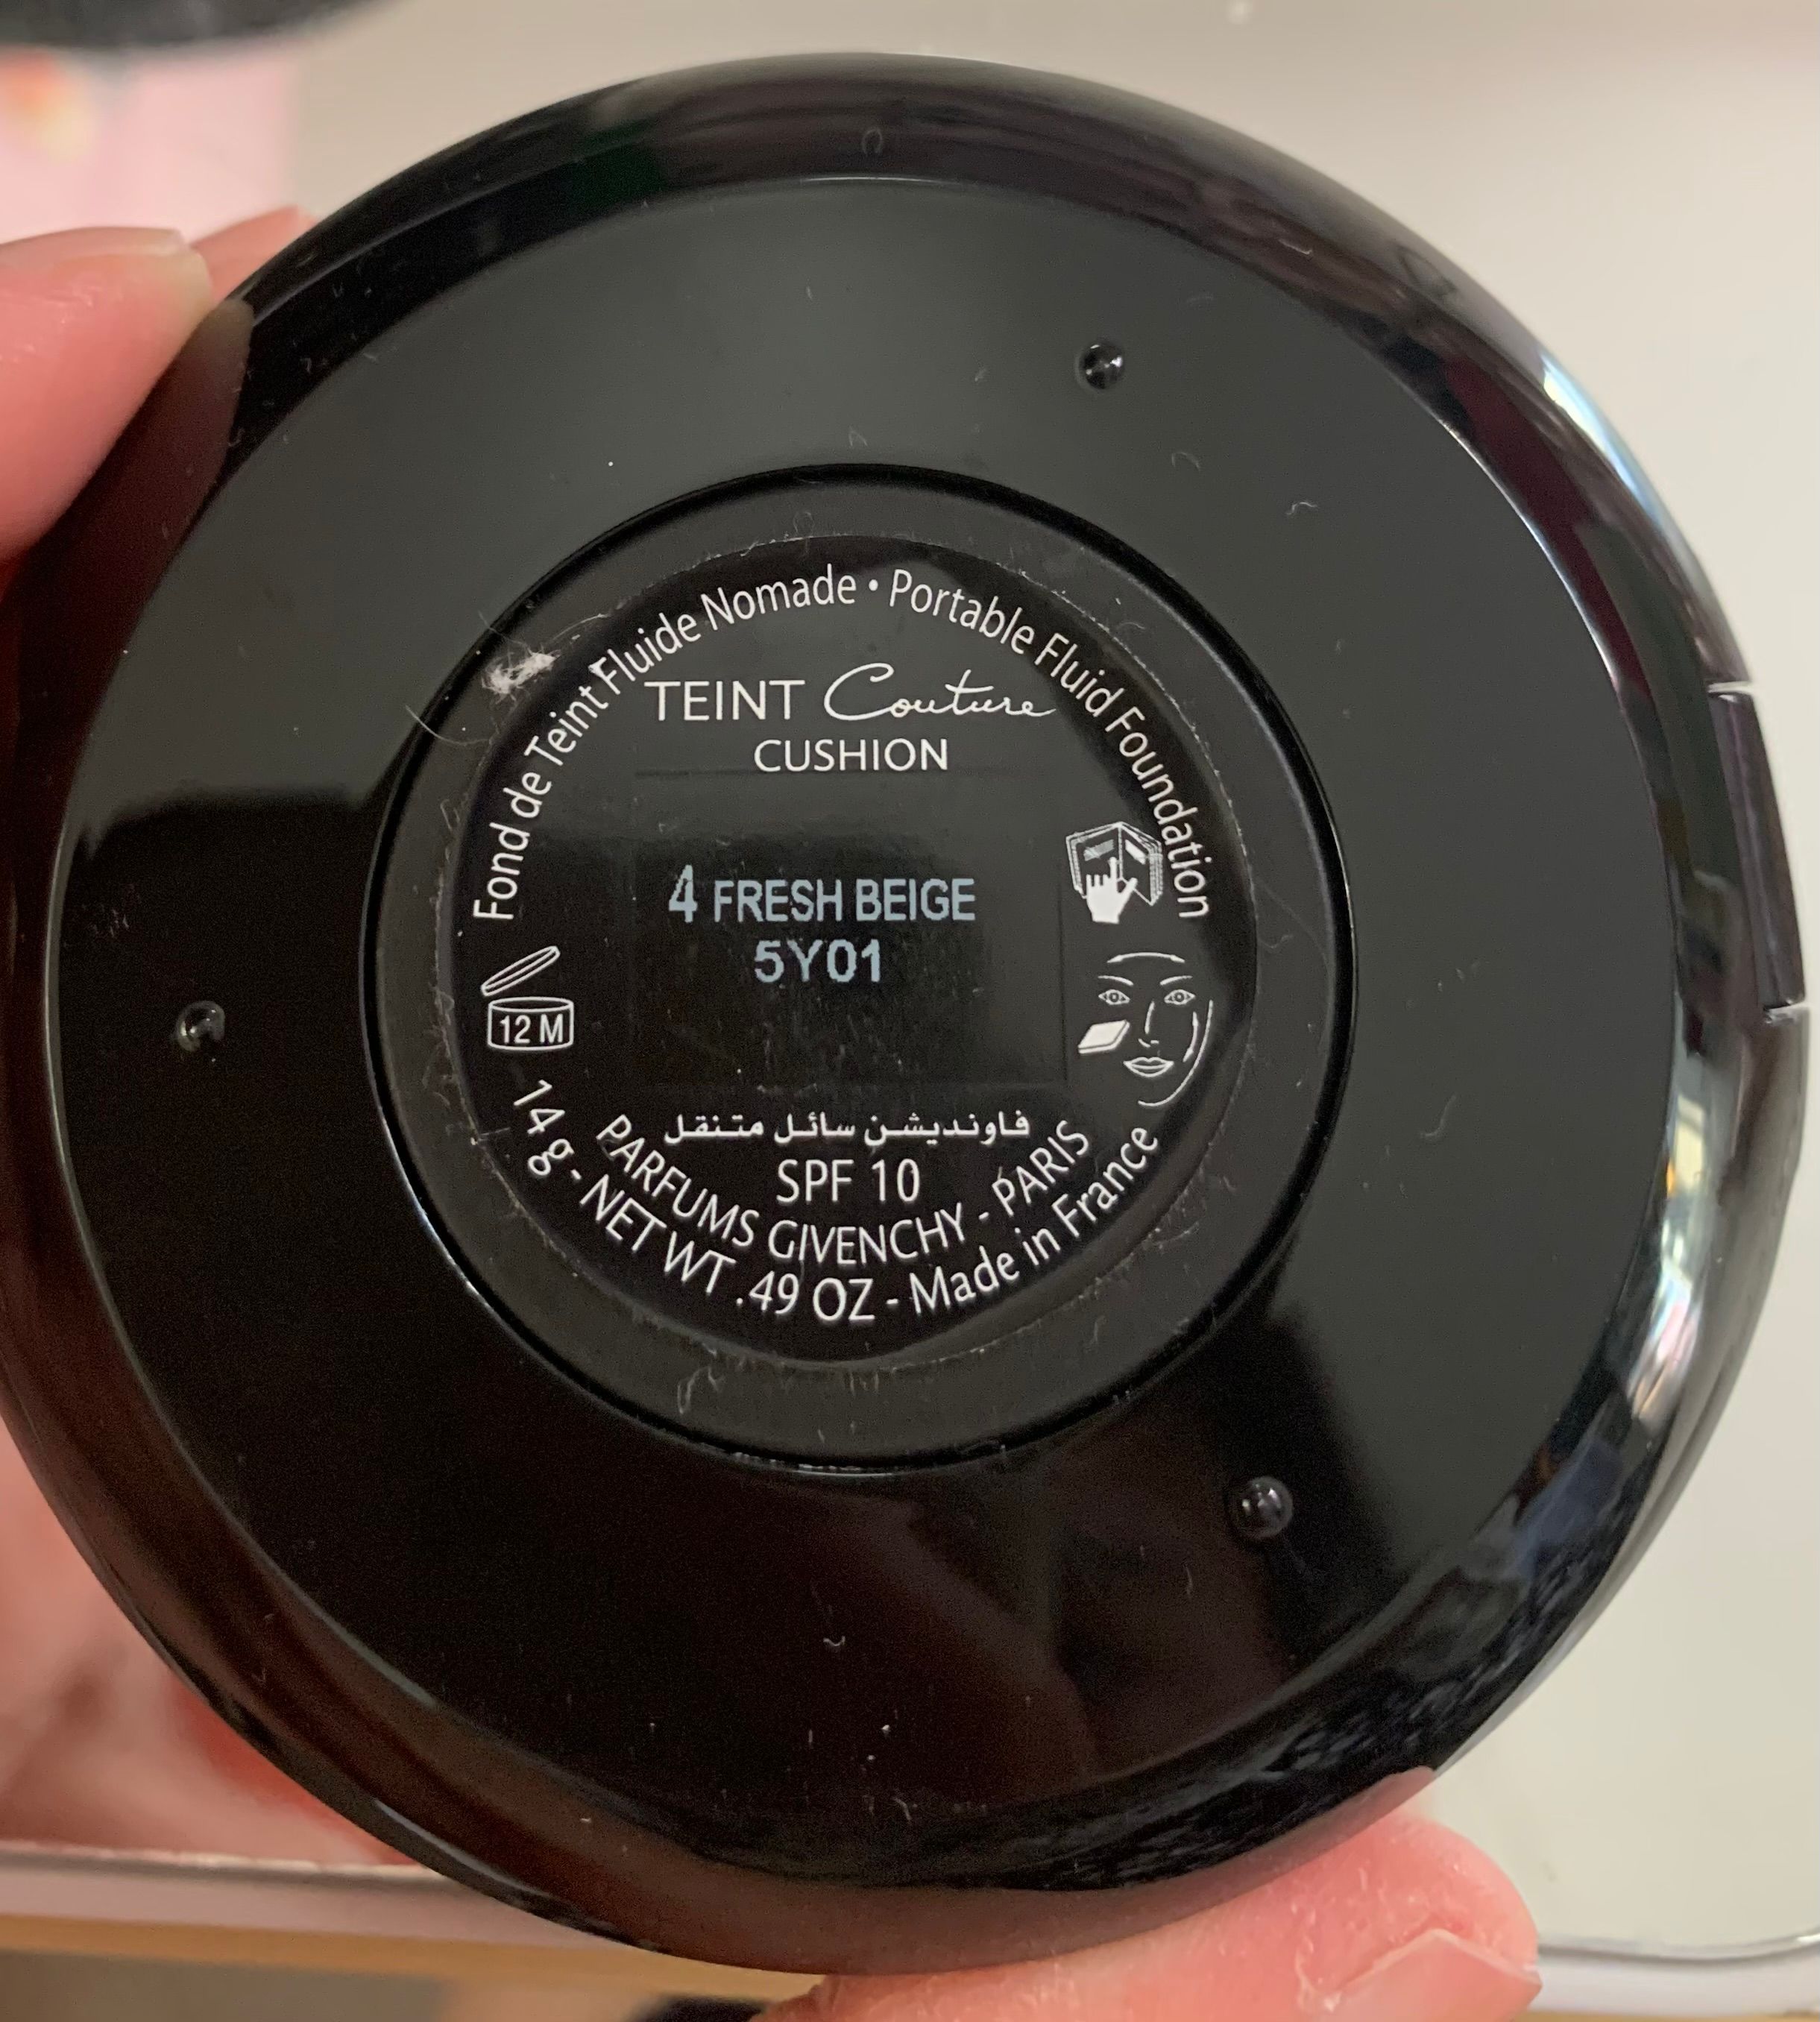 Fond de Teint Fluide Nomade • Portable Fluid Foundation
TEINT Couture
CUSHION
4 FRESH BEIGE
5Y01
12 M
فاونديشن سائل متنقل
SPF 10
PARFUMS GIVENCHY - PARIS
14 g - NET WT .49 OZ - Made in France